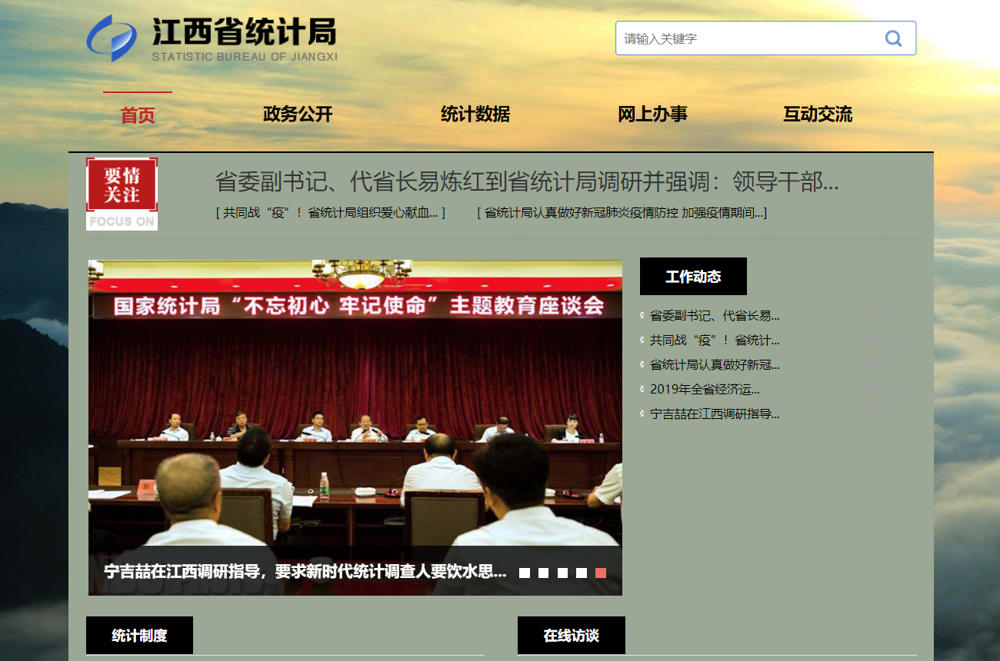 江西省统计局
STATISTIC BUREAU OF JIANGXI
请输入关键字
首页
政务公开
统计数据
网上办事
互动交流
要情
关注
FOCUS ON
省委副书记、代省长易炼红到省统计局调研并强调：领导干部...
[ 共同战“疫”！省统计局组织爱心献血... ]
[ 省统计局认真做好新冠肺炎疫情防控 加强疫情期间...]
国家统计局“不忘初心 牢记使命”主题教育座谈会
宁吉喆在江西调研指导，要求新时代统计调查人要饮水思...
工作动态
省委副书记、代省长易...
共同战“疫”！省统计...
省统计局认真做好新冠...
2019年全省经济运...
宁吉喆在江西调研指导...
统计制度
在线访谈